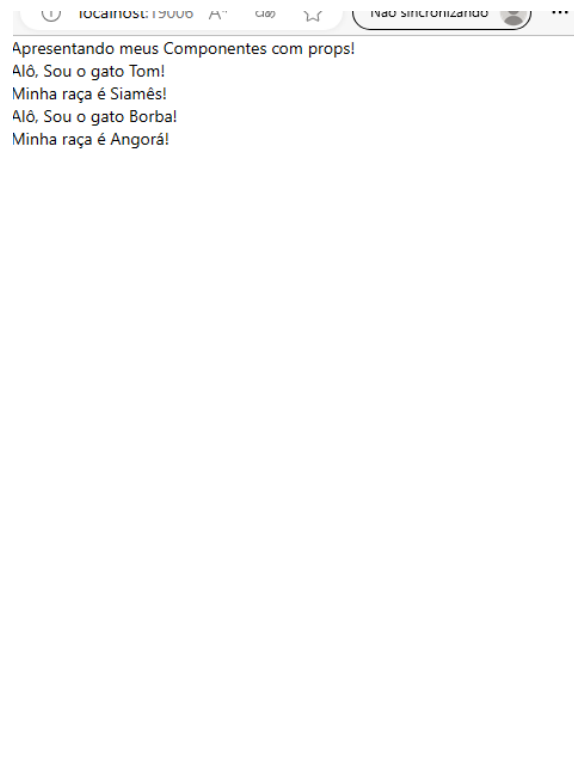 localhost:19006
Não sincronizando
Apresentando meus Componentes com props!
Alô, Sou o gato Tom!
Minha raça é Siamês!
Alô, Sou o gato Borba!
Minha raça é Angorá!